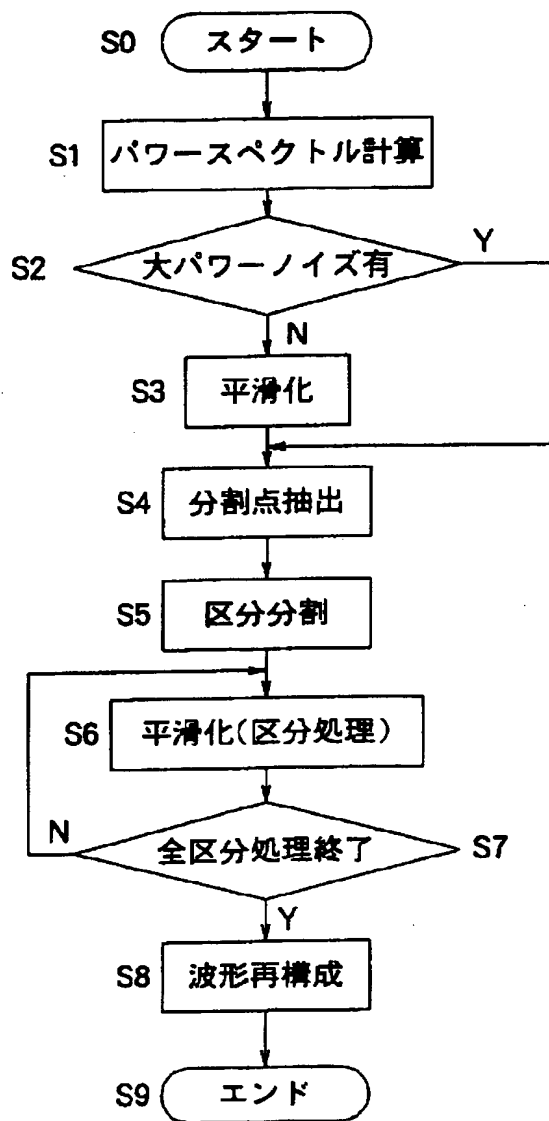 S0 スタート
S1 パワースペクトル計算
S2 大パワーノイズ有 Y
N
S3 平滑化
S4 分割点抽出
S5 区分分割
S6 平滑化(区分処理)
N 全区分処理終了 S7
Y
S8 波形再構成
S9 エンド